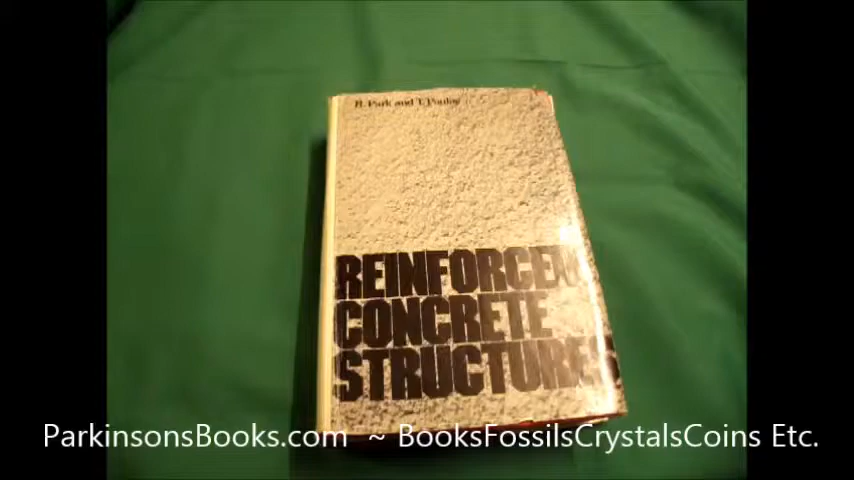 R. Park and T. Paulay
REINFORCED
CONCRETE
STRUCTURES
ParkinsonsBooks.com ~ BooksFossilsCrystalsCoins Etc.